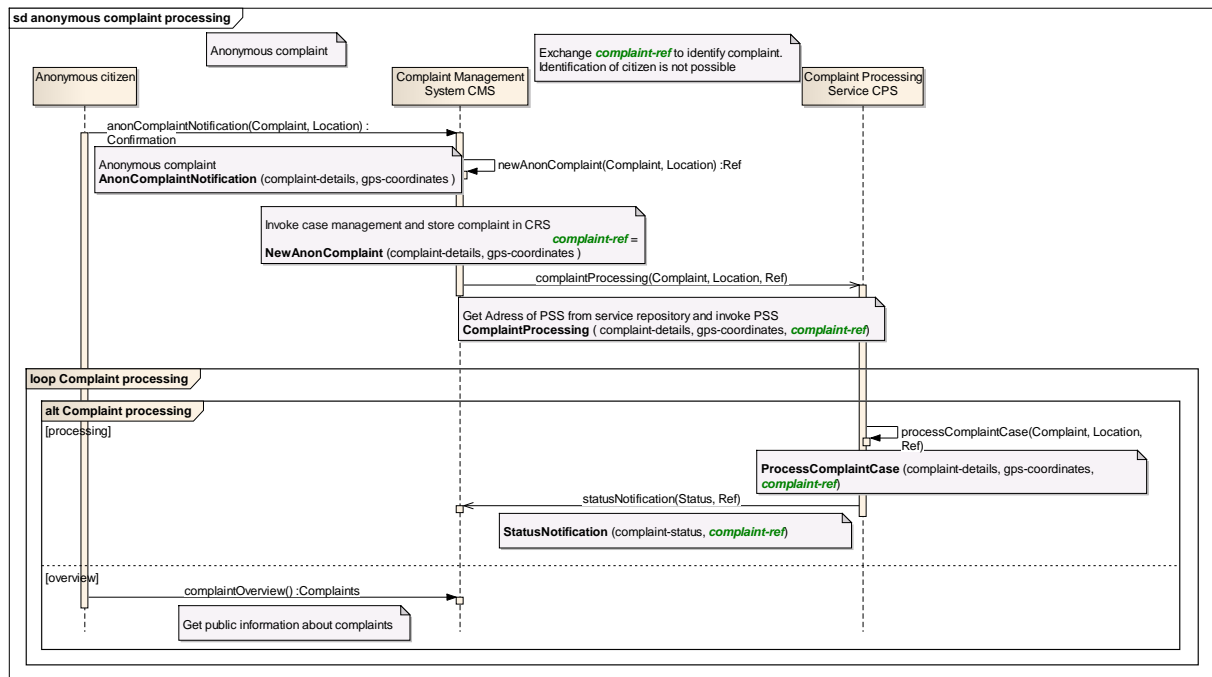 sd anonymous complaint processing
Anonymous complaint
Exchange complaint-ref to identify complaint.
Identification of citizen is not possible
Anonymous citizen
Complaint Management
System CMS
Complaint Processing
Service CPS
anonComplaintNotification(Complaint, Location) :
Confirmation
Anonymous complaint
AnonComplaintNotification (complaint-details, gps-coordinates )
newAnonComplaint(Complaint, Location) :Ref
Invoke case management and store complaint in CRS
complaint-ref =
NewAnonComplaint (complaint-details, gps-coordinates )
complaintProcessing(Complaint, Location, Ref)
Get Adress of PSS from service repository and invoke PSS
ComplaintProcessing ( complaint-details, gps-coordinates, complaint-ref)
loop Complaint processing
alt Complaint processing
[processing]
processComplaintCase(Complaint, Location,
Ref)
ProcessComplaintCase (complaint-details, gps-coordinates,
complaint-ref)
statusNotification(Status, Ref)
StatusNotification (complaint-status, complaint-ref)
[overview]
complaintOverview() :Complaints
Get public information about complaints